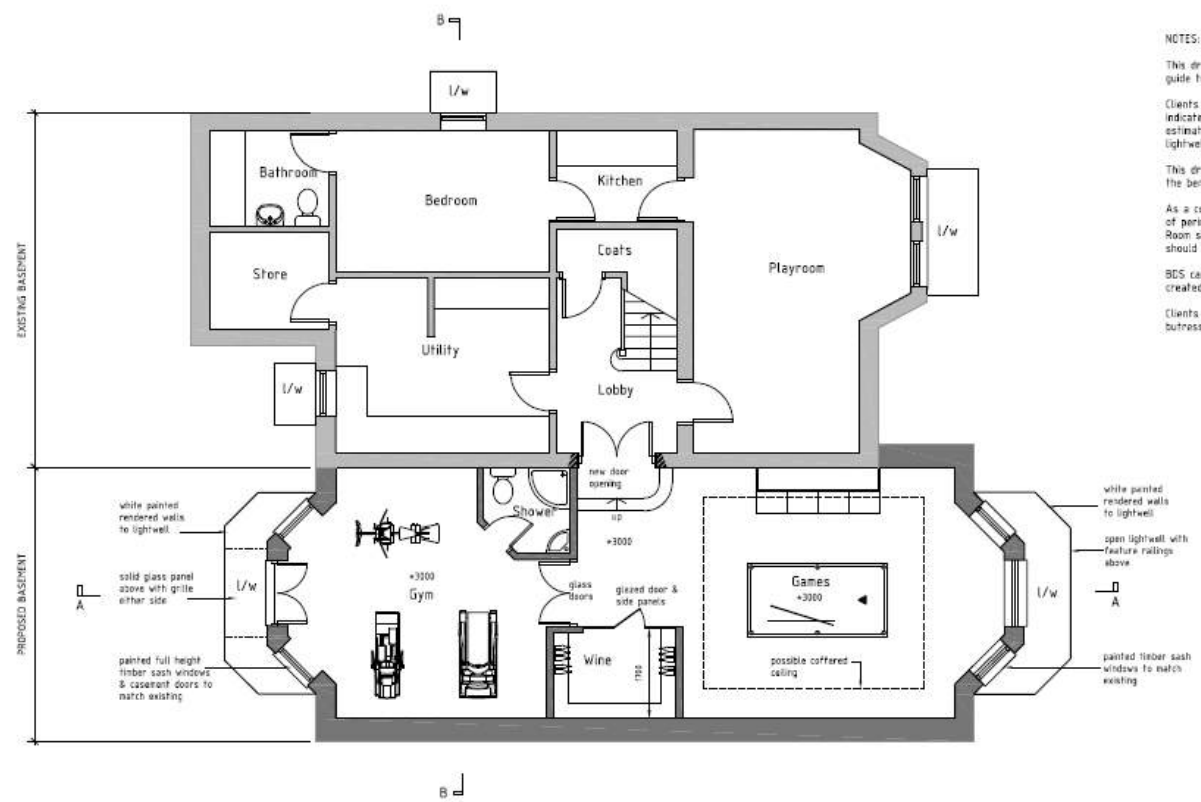 B
NOTES:
This dr
guide t
Clients
indicate
estimat
lightwel
This dr
the ben
As a co
of peri
Room s
should
BDS ca
created
Clients
butress
l/w
Bathroom
Bedroom
Kitchen
Coats
Playroom
l/w
Store
Utility
Lobby
l/w
EXISTING BASEMENT
new door
opening
up
+3000
Shower
white painted
rendered walls
to lightwell
solid glass panel
above with grille
either side
painted full height
timber sash windows
& casement doors to
match existing
A
l/w
+3000
Gym
glass
doors
glazed door &
side panels
Wine
1700
Games
+3000
possible coffered
ceiling
l/w
white painted
rendered walls
to lightwell
open lightwell with
feature railings
above
A
painted timber sash
windows to match
existing
PROPOSED BASEMENT
B